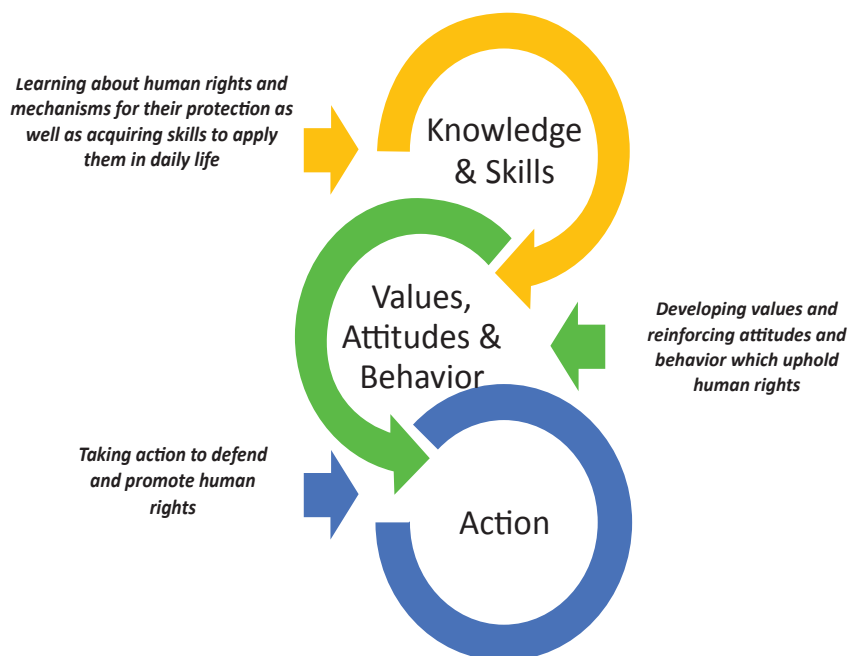 Learning about human rights and
mechanisms for their protection as
well as acquiring skills to apply
them in daily life
Knowledge
& Skills
Values,
Attitudes &
Behavior
Developing values and
reinforcing attitudes and
behavior which uphold
human rights
Taking action to defend
and promote human
rights
Action